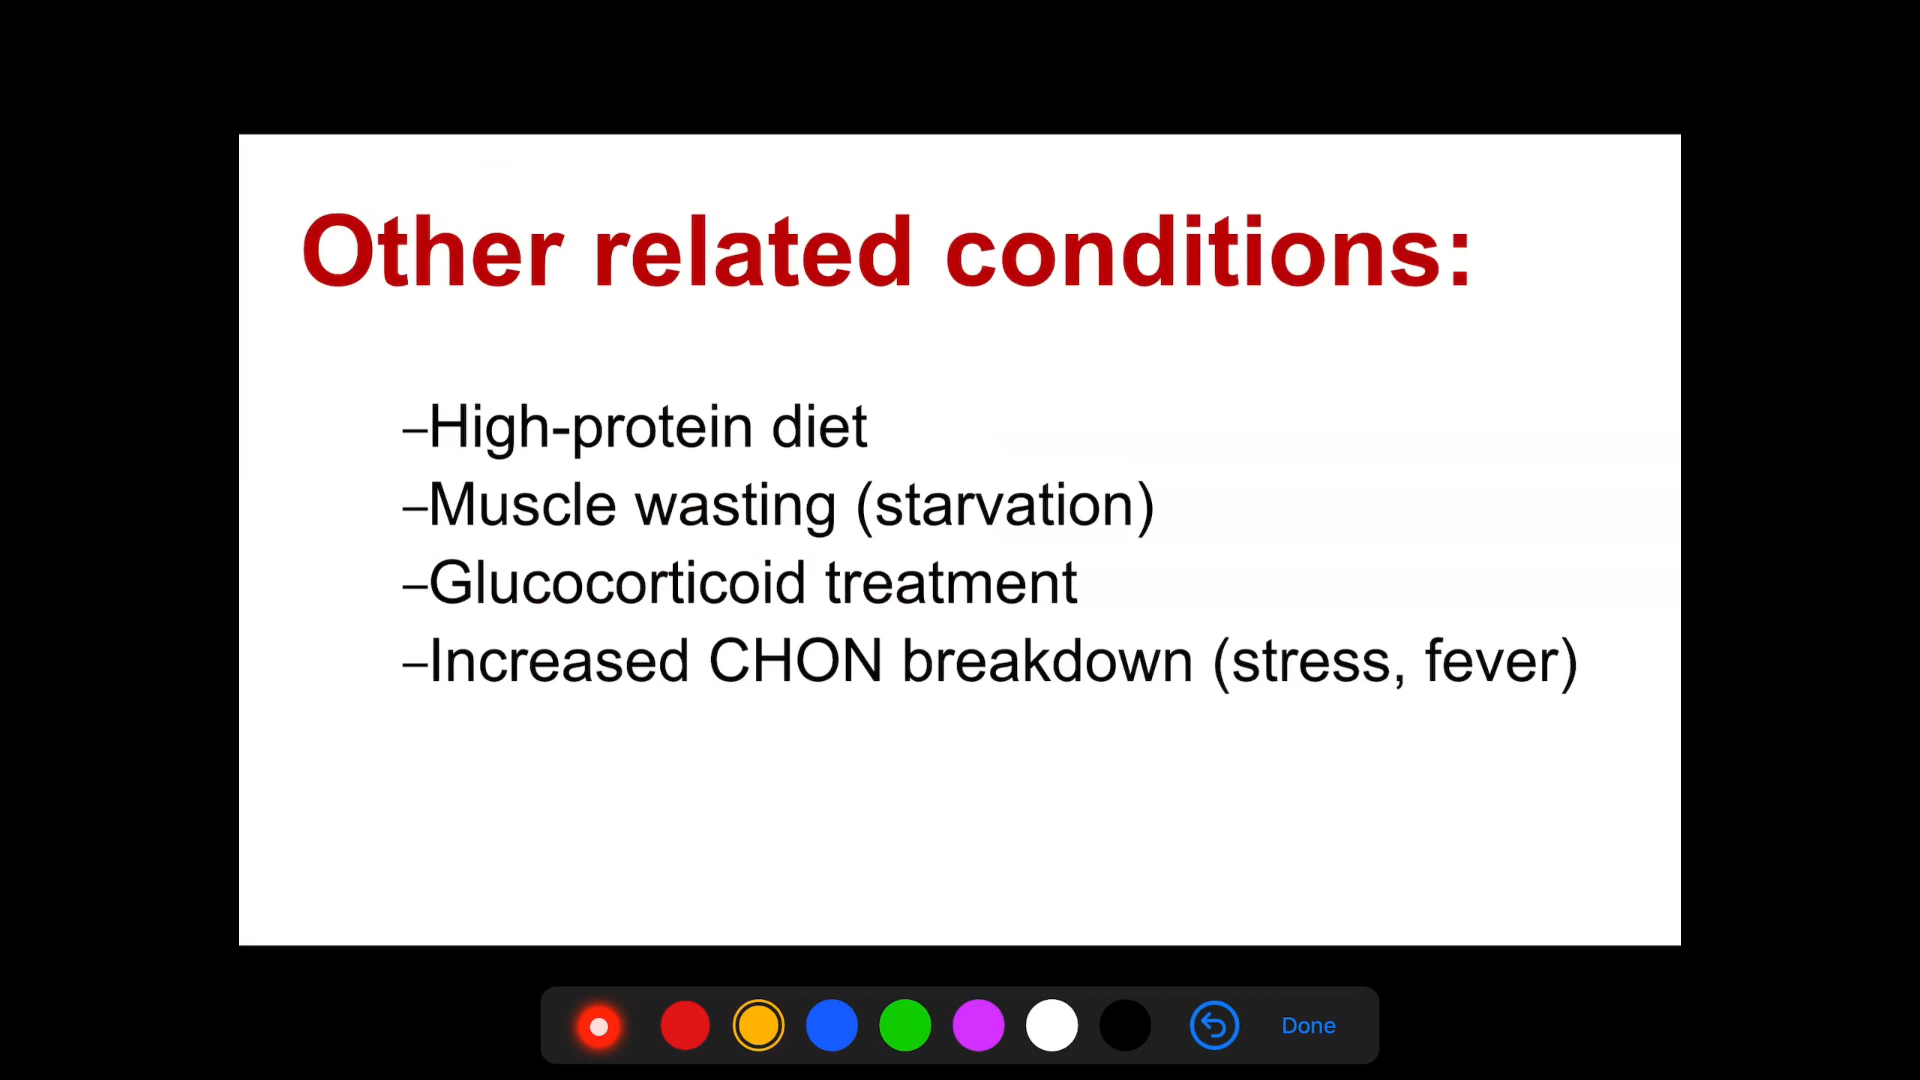 Other related conditions:
–High-protein diet
–Muscle wasting (starvation)
–Glucocorticoid treatment
–Increased CHON breakdown (stress, fever)
Done